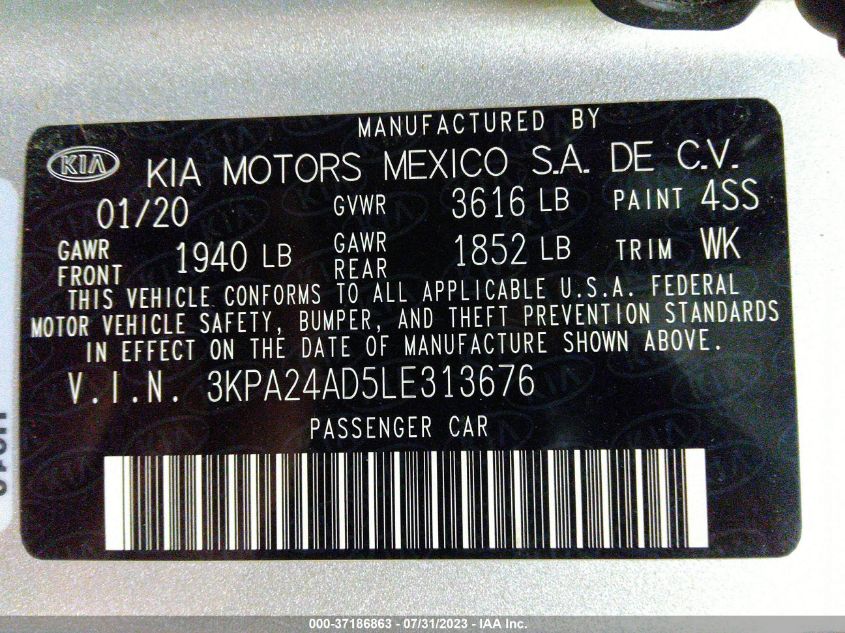 MANUFACTURED BY
KIA KIA MOTORS MEXICO S.A. DE C.V.
01/20 GVWR 3616 LB PAINT 4SS
GAWR FRONT 1940 LB GAWR REAR 1852 LB TRIM WK
THIS VEHICLE CONFORMS TO ALL APPLICABLE U.S.A. FEDERAL
MOTOR VEHICLE SAFETY, BUMPER, AND THEFT PREVENTION STANDARDS
IN EFFECT ON THE DATE OF MANUFACTURE SHOWN ABOVE.
V.I.N. 3KPA24AD5LE313676
PASSENGER CAR
000-37186863 - 07/31/2023 - IAA Inc.